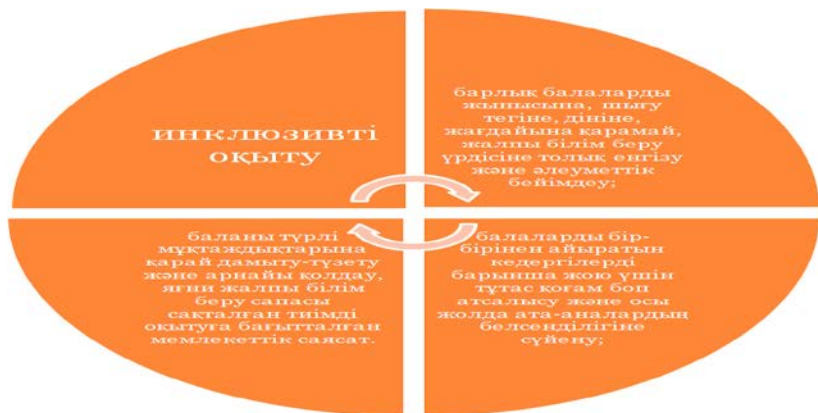 ИНКЛЮЗИВТІ
ОҚЫТУ
барлық балаларды
жынысына, шығу
тегіне, дініне,
жағдайына қарамай,
жалпы білім беру
үрдісіне толық енгізу
және әлеуметтік
бейімдеу;
балаларды бір-
бірінен айыратын
кедергілерді
барынша жою үшін
тұтас қоғам боп
атсалысу және осы
жолда ата-аналардың
белсенділігіне
сүйену;
баланы түрлі
мұқтаждықтарына
қарай дамыту-түзету
және арнайы қолдау,
яғни жалпы білім
беру сапасы
сақталған тиімді
оқытуға бағытталған
мемлекеттік саясат.